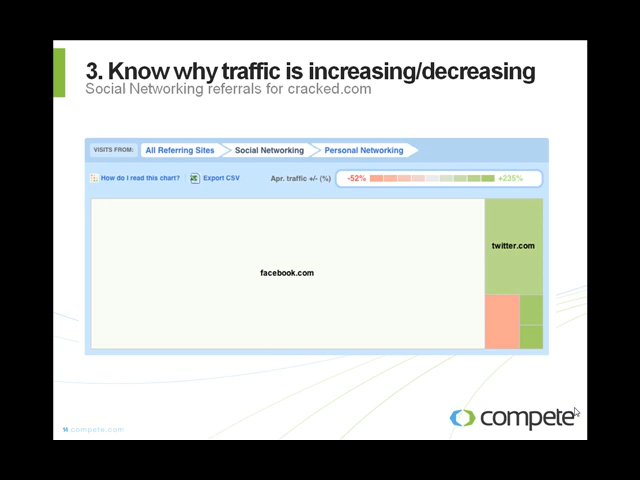 3. Know why traffic is increasing/decreasing
Social Networking referrals for cracked.com
VISITS FROM: All Referring Sites Social Networking Personal Networking
How do I read this chart? Export CSV Apr. traffic +/- (%) -52% +235%
twitter.com
facebook.com
compete
14 compete.com